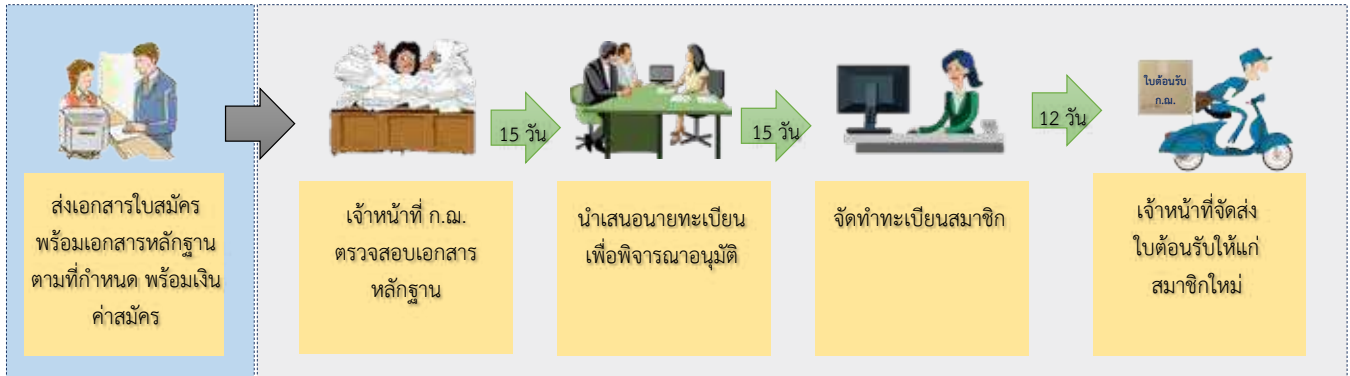 ใบต้อนรับ
ก.ฌ.
15 วัน
15 วัน
12 วัน
ส่งเอกสารใบสมัคร
พร้อมเอกสารหลักฐาน
ตามที่กำหนด พร้อมเงิน
ค่าสมัคร
เจ้าหน้าที่ ก.ฌ.
ตรวจสอบเอกสาร
หลักฐาน
นำเสนอนายทะเบียน
เพื่อพิจารณาอนุมัติ
จัดทำทะเบียนสมาชิก
เจ้าหน้าที่จัดส่ง
ใบต้อนรับให้แก่
สมาชิกใหม่